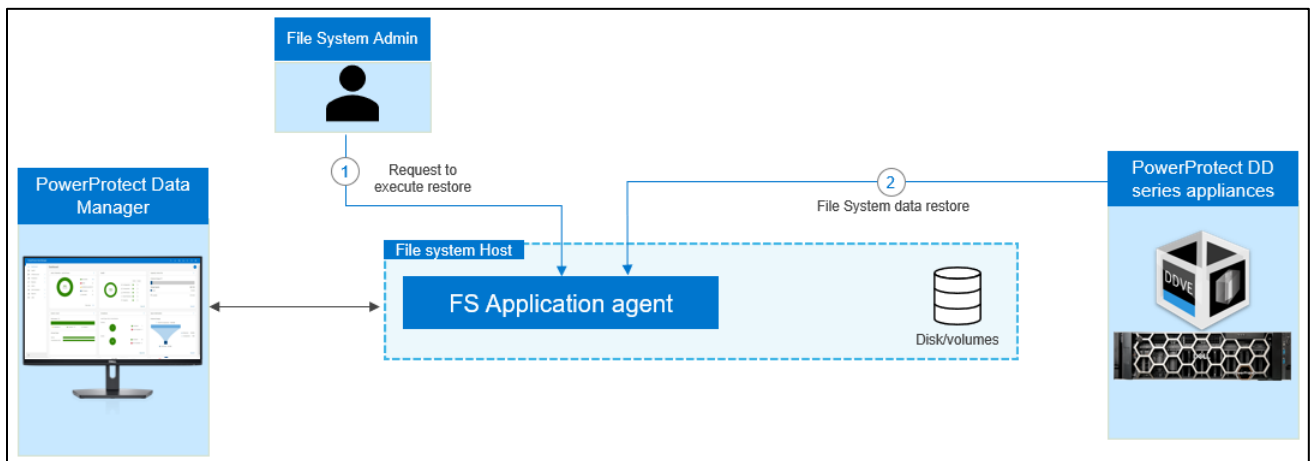 File System Admin
1
Request to
execute restore
PowerProtect Data
Manager
2
File System data restore
PowerProtect DD
series appliances
File system Host
FS Application agent
Disk/volumes
DDVE